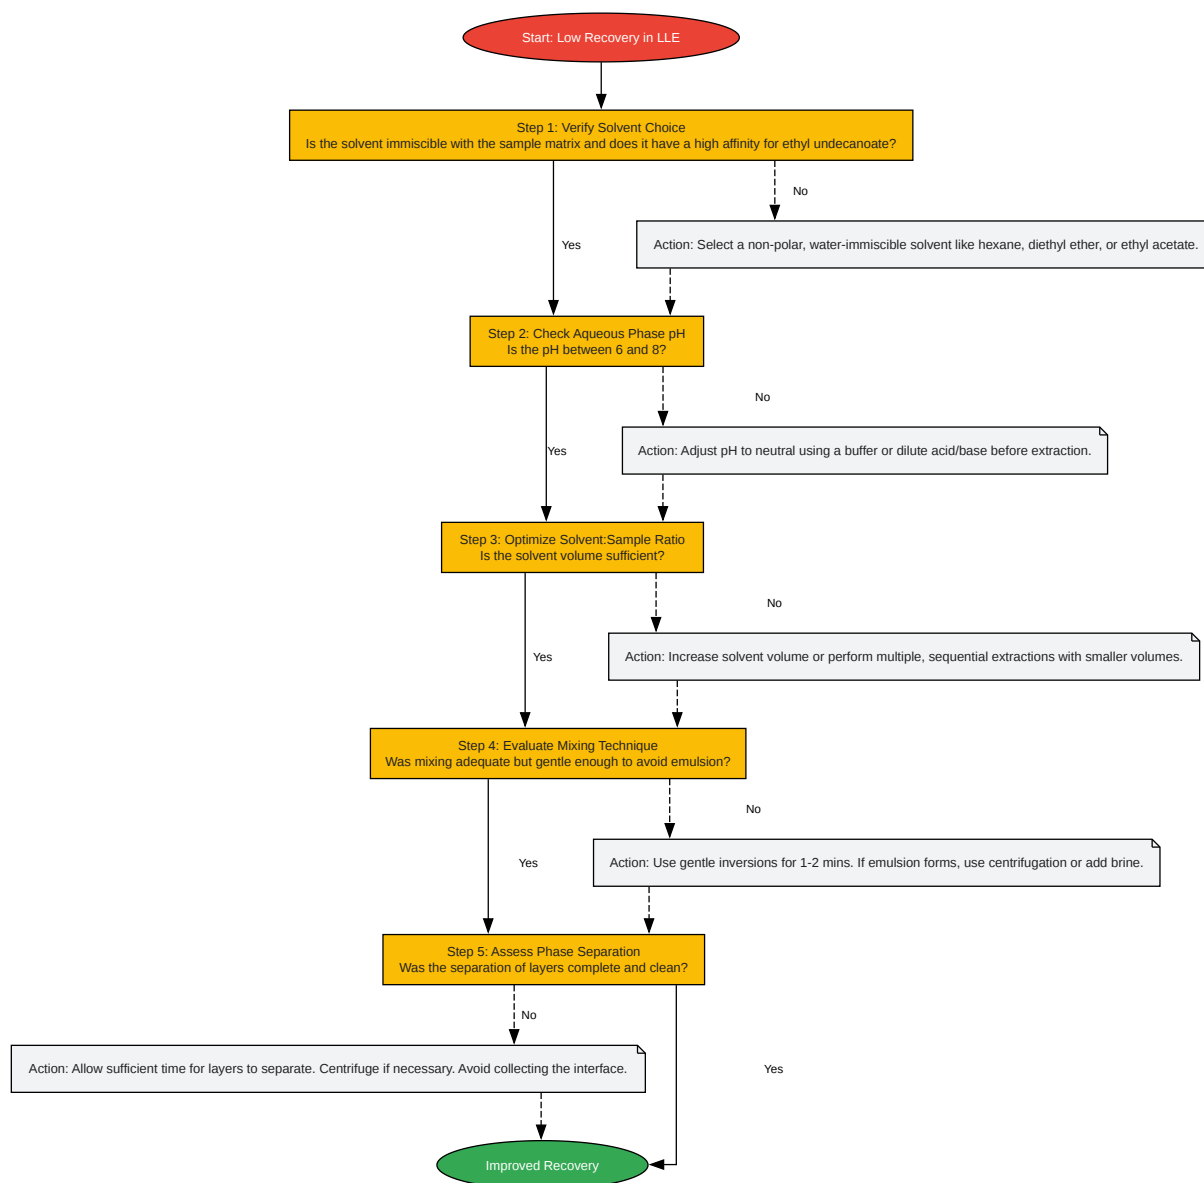 Start: Low Recovery in LLE
Step 1: Verify Solvent Choice
Is the solvent immiscible with the sample matrix and does it have a high affinity for ethyl undecanoate?
No
Action: Select a non-polar, water-immiscible solvent like hexane, diethyl ether, or ethyl acetate.
Yes
Step 2: Check Aqueous Phase pH
Is the pH between 6 and 8?
No
Action: Adjust pH to neutral using a buffer or dilute acid/base before extraction.
Yes
Step 3: Optimize Solvent:Sample Ratio
Is the solvent volume sufficient?
No
Action: Increase solvent volume or perform multiple, sequential extractions with smaller volumes.
Yes
Step 4: Evaluate Mixing Technique
Was mixing adequate but gentle enough to avoid emulsion?
No
Action: Use gentle inversions for 1-2 mins. If emulsion forms, use centrifugation or add brine.
Yes
Step 5: Assess Phase Separation
Was the separation of layers complete and clean?
No
Action: Allow sufficient time for layers to separate. Centrifuge if necessary. Avoid collecting the interface.
Yes
Improved Recovery